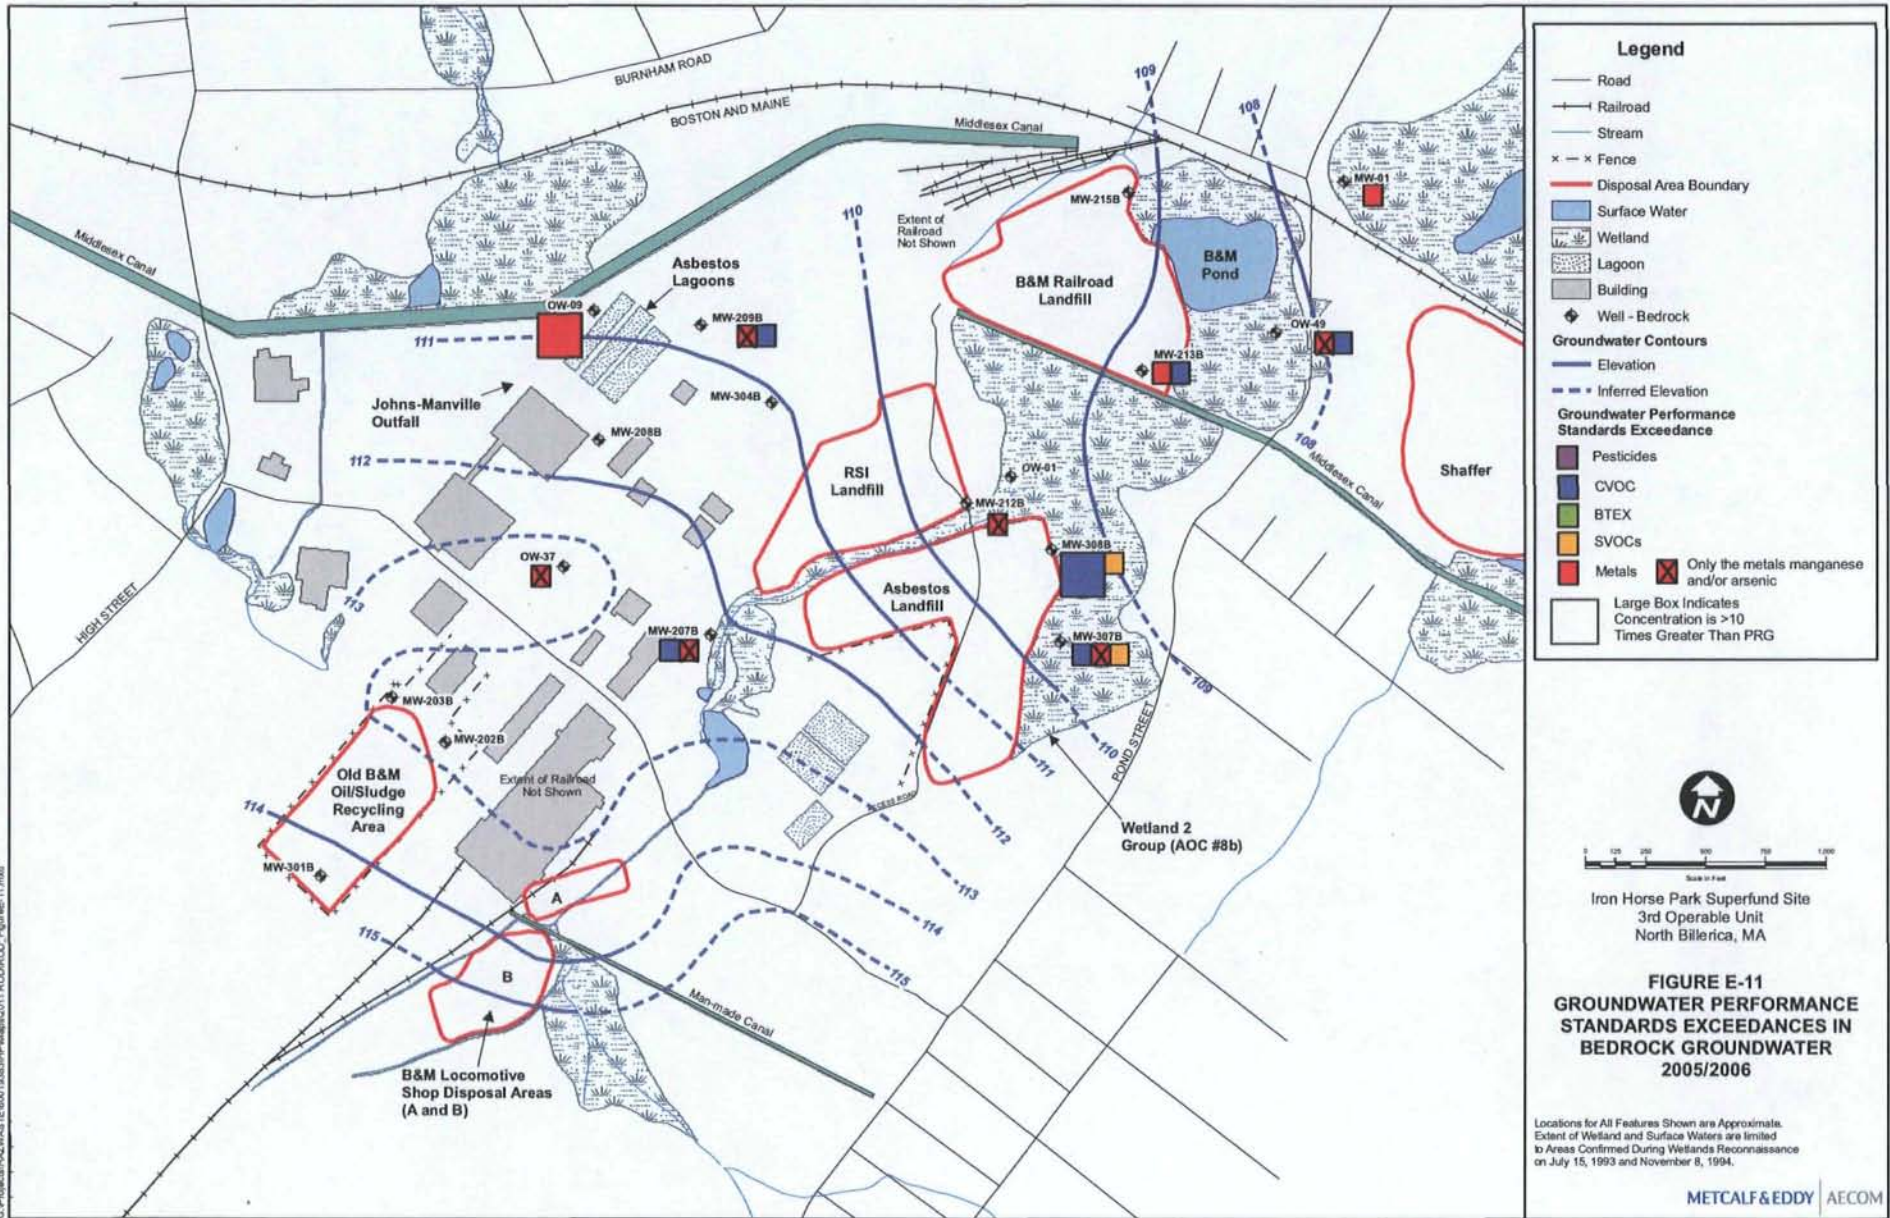 BURNHAM ROAD
BOSTON AND MAINE
Middlesex Canal
Middlesex Canal
109
108
MW-01
MW-215B
110
Extent of
Railroad
Not Shown
B&M Railroad
Landfill
B&M
Pond
Asbestos
Lagoons
OW-09
MW-209B
OW-49
111
MW-213B
Johns-Manville
Outfall
MW-304B
MW-208B
112
108
Middlesex Canal
Shaffer
RSI
Landfill
OW-01
MW-212B
MW-308B
OW-37
113
Asbestos
Landfill
HIGH STREET
MW-207B
MW-307B
109
MW-203B
MW-202B
Extent of Railroad
Not Shown
Old B&M
Oil/Sludge
Recycling
Area
114
MW-301B
POND STREET
110
111
112
Wetland 2
Group (AOC #8b)
113
114
115
A
115
B
Man-made Canal
B&M Locomotive
Shop Disposal Areas
(A and B)
Legend
Road
Railroad
Stream
Fence
Disposal Area Boundary
Surface Water
Wetland
Lagoon
Building
Well - Bedrock
Groundwater Contours
Elevation
Inferred Elevation
Groundwater Performance
Standards Exceedance
Pesticides
CVOC
BTEX
SVOCs
Metals
Only the metals manganese
and/or arsenic
Large Box Indicates
Concentration is >10
Times Greater Than PRG
N
0 125 250 500 750 1,000
Scale in Feet
Iron Horse Park Superfund Site
3rd Operable Unit
North Billerica, MA
FIGURE E-11
GROUNDWATER PERFORMANCE
STANDARDS EXCEEDANCES IN
BEDROCK GROUNDWATER
2005/2006
Locations for All Features Shown are Approximate.
Extent of Wetland and Surface Waters are limited
to Areas Confirmed During Wetlands Reconnaissance
on July 15, 1993 and November 8, 1994.
METCALF & EDDY AECOM